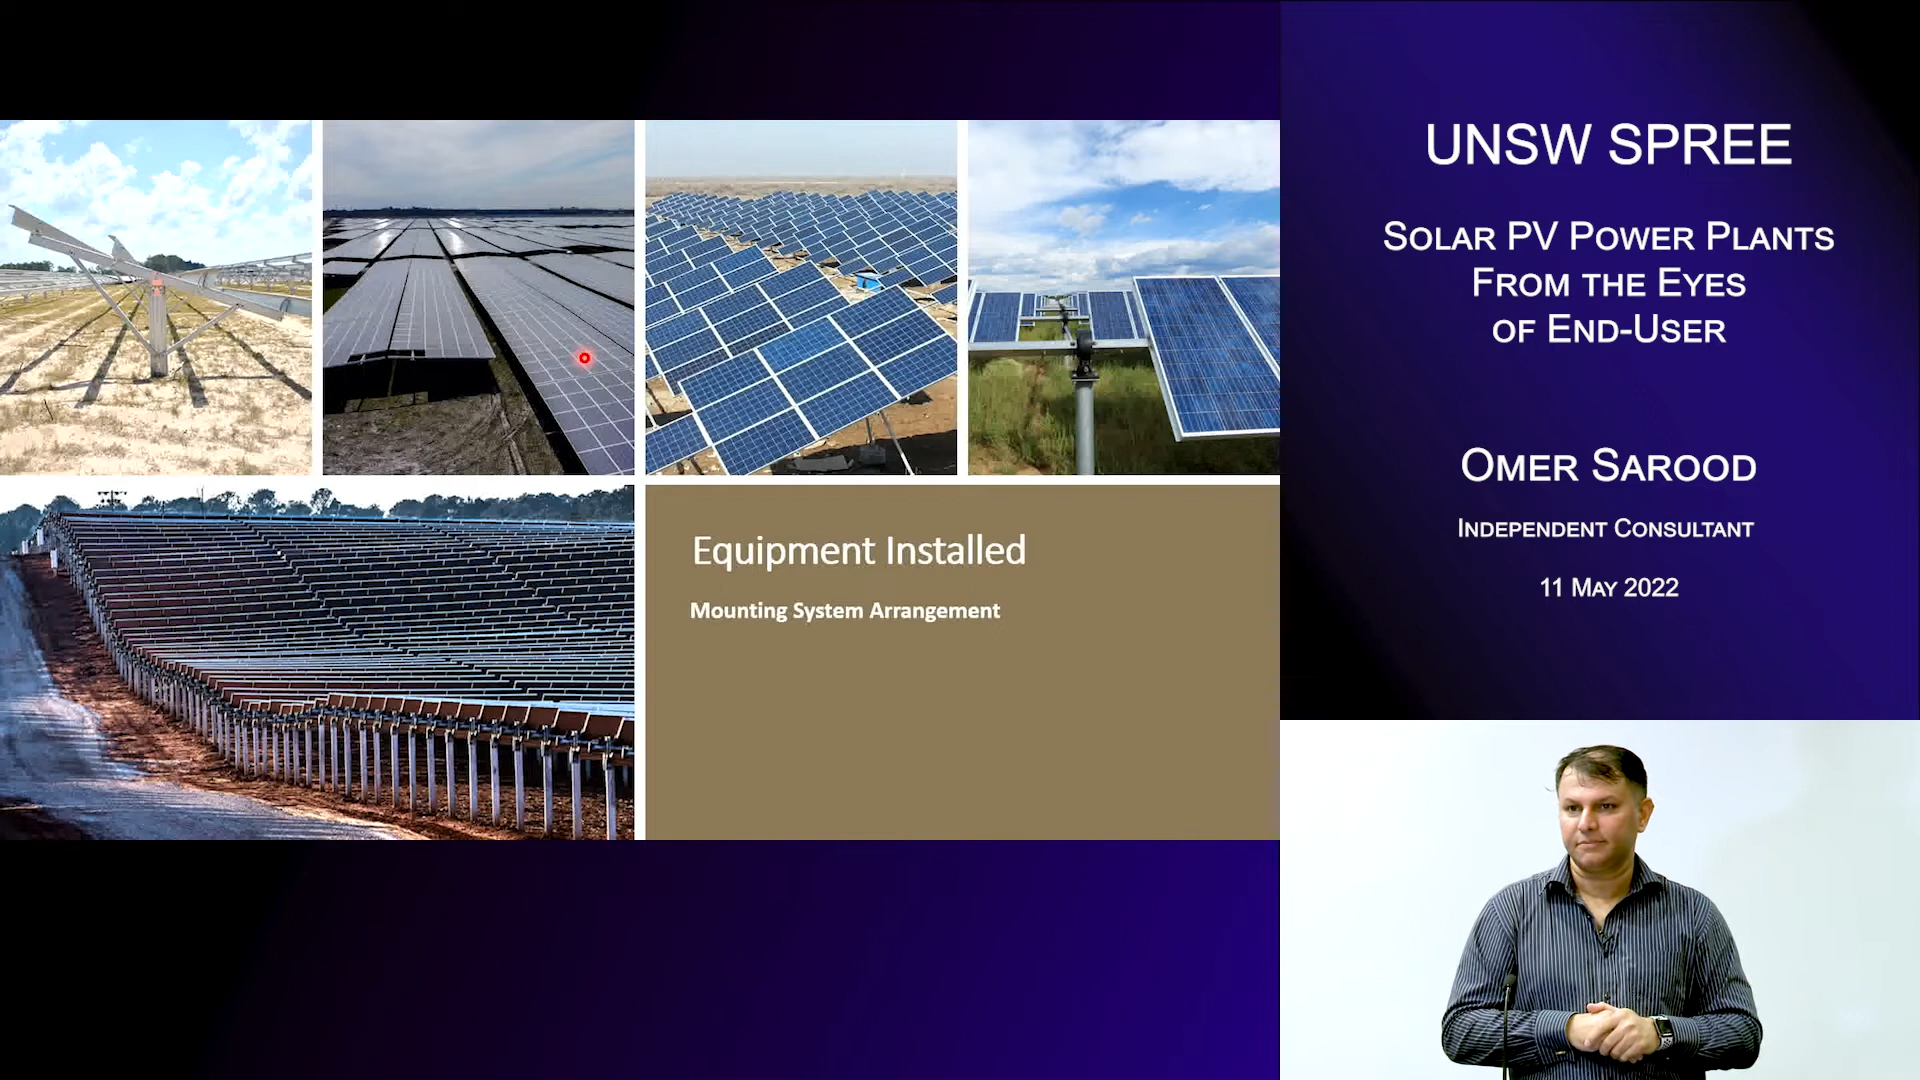 UNSW SPREE
Solar PV Power Plants
From the Eyes
of End-User
Omer Sarood
Independent Consultant
11 May 2022
Equipment Installed
Mounting System Arrangement